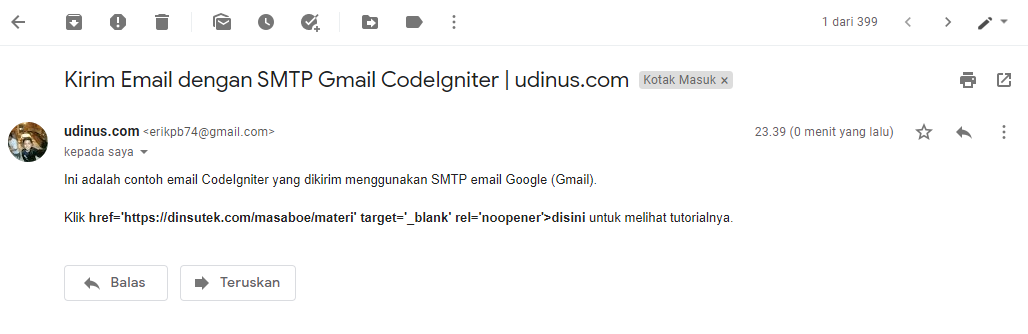 1 dari 399
Kirim Email dengan SMTP Gmail CodeIgniter | udinus.com Kotak Masuk ×
udinus.com <erikpb74@gmail.com> 23.39 (0 menit yang lalu)
kepada saya
Ini adalah contoh email CodeIgniter yang dikirim menggunakan SMTP email Google (Gmail).
Klik href='https://dinsutek.com/masaboe/materi' target='_blank' rel='noopener'>disini untuk melihat tutorialnya.
Balas Teruskan